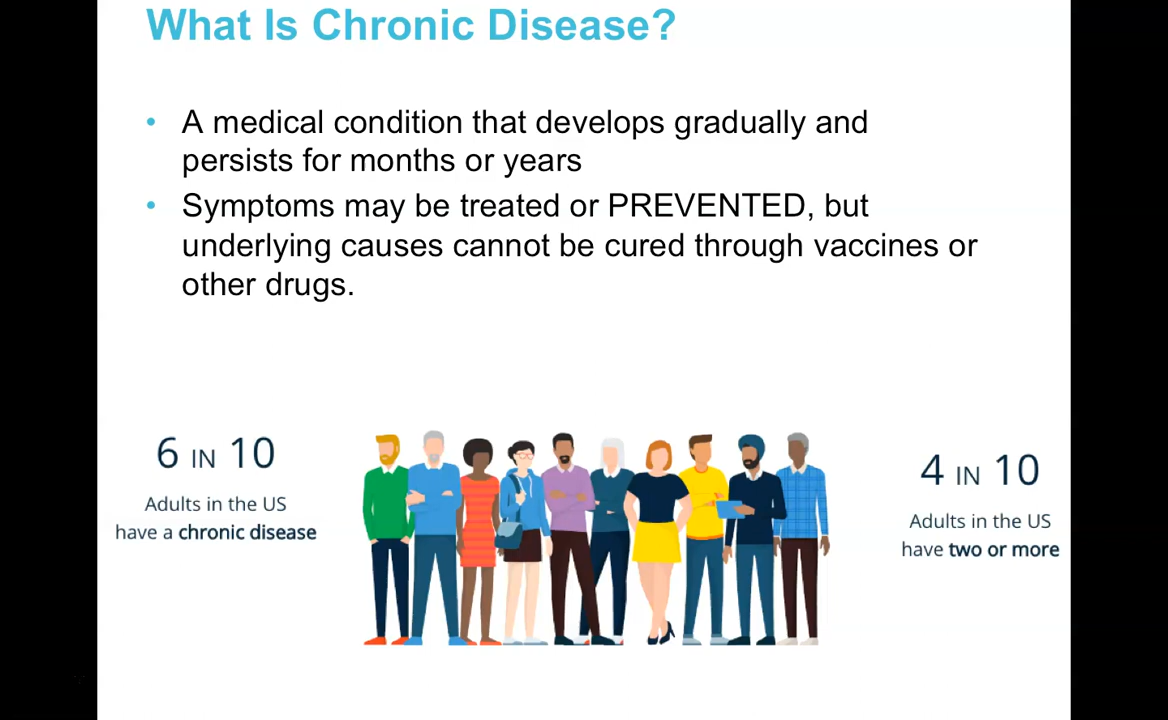 What Is Chronic Disease?
• A medical condition that develops gradually and
persists for months or years
• Symptoms may be treated or PREVENTED, but
underlying causes cannot be cured through vaccines or
other drugs.
6 IN 10
Adults in the US
have a chronic disease
4 IN 10
Adults in the US
have two or more